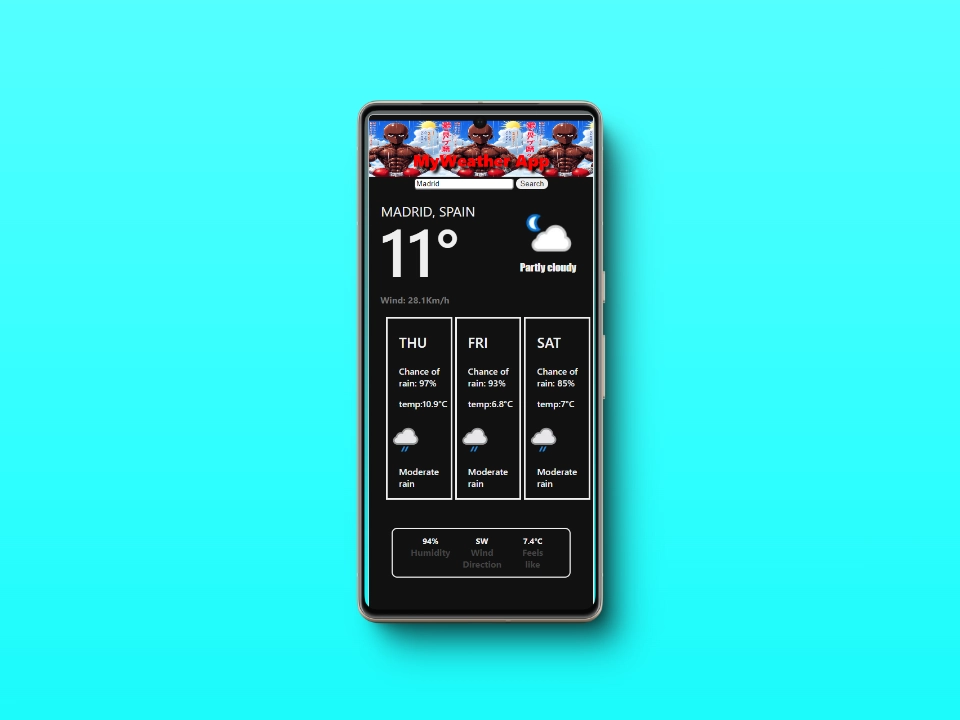 MyWeather App
Madrid
Search
MADRID, SPAIN
11°
Partly cloudy
Wind: 28.1Km/h
THU
Chance of
rain: 97%
temp:10.9°C
Moderate
rain
FRI
Chance of
rain: 93%
temp:6.8°C
Moderate
rain
SAT
Chance of
rain: 85%
temp:7°C
Moderate
rain
94%
Humidity
SW
Wind
Direction
7.4°C
Feels
like